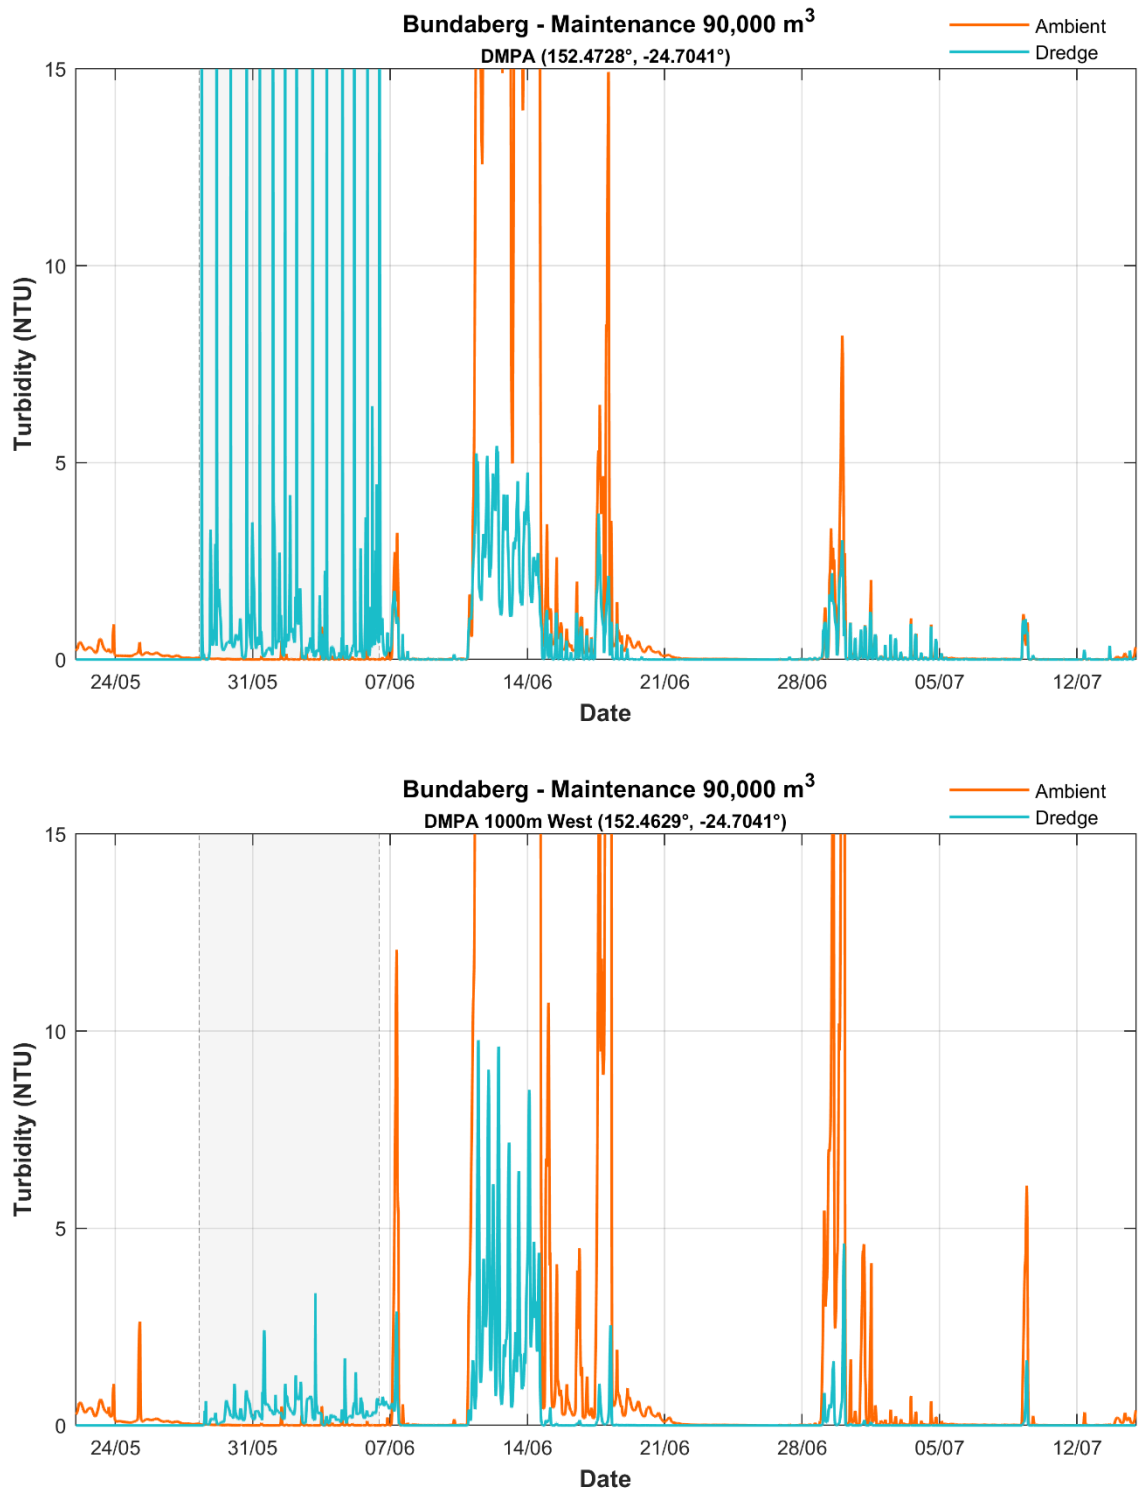 Bundaberg - Maintenance 90,000 m³
DMPA (152.4728°, -24.7041°)
Ambient
Dredge
15
10
5
0
Turbidity (NTU)
24/05 31/05 07/06 14/06 21/06 28/06 05/07 12/07
Date
Bundaberg - Maintenance 90,000 m³
DMPA 1000m West (152.4629°, -24.7041°)
Ambient
Dredge
15
10
5
0
Turbidity (NTU)
24/05 31/05 07/06 14/06 21/06 28/06 05/07 12/07
Date